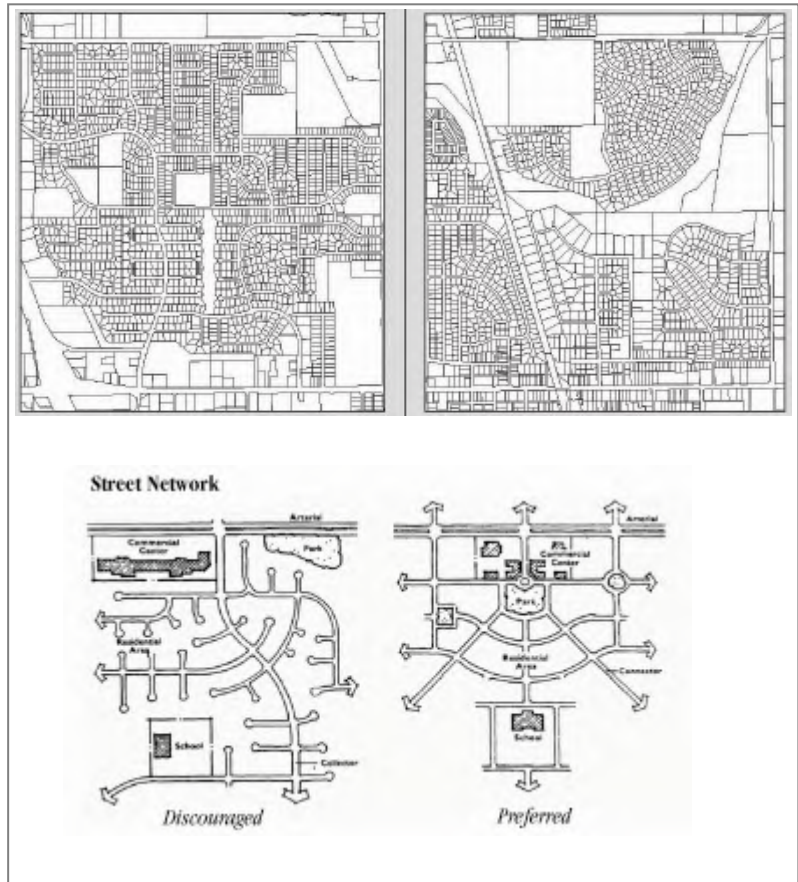 Street Network
Arterial
Commercial
Center
Park
Residential
Area
School
Collector
Discouraged
Arterial
Commercial
Center
Park
Residential
Area
Connector
School
Preferred